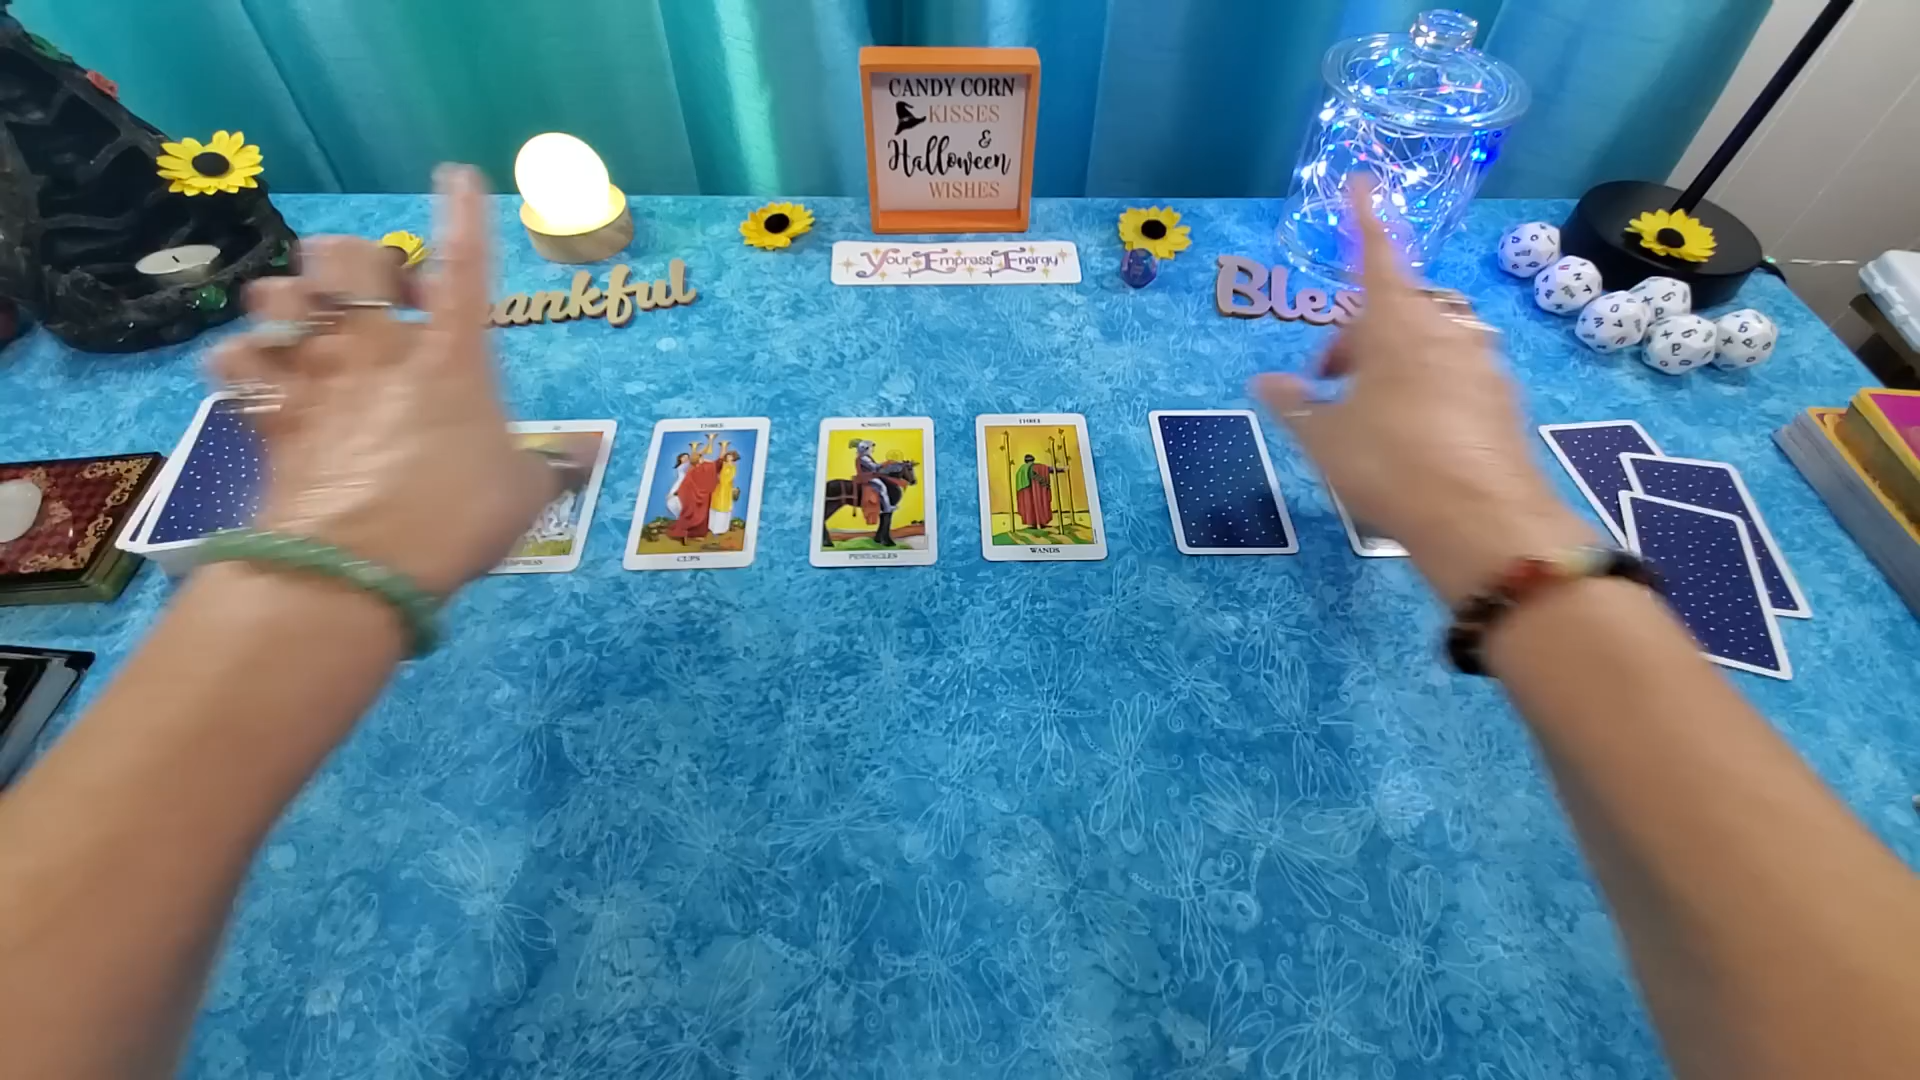 CANDY CORN
KISSES
&
Halloween
WISHES
Your Empress Energy
ankful
Bles
THREE
CUPS
KNIGHT
PENTACLES
THREE
WANDS